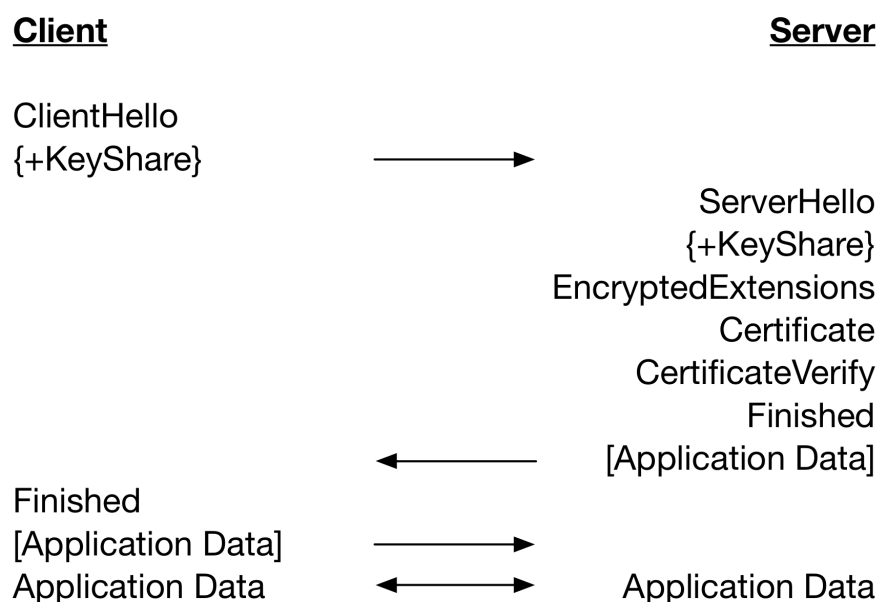 Client
Server
ClientHello
{+KeyShare}
ServerHello
{+KeyShare}
EncryptedExtensions
Certificate
CertificateVerify
Finished
[Application Data]
Finished
[Application Data]
Application Data
Application Data